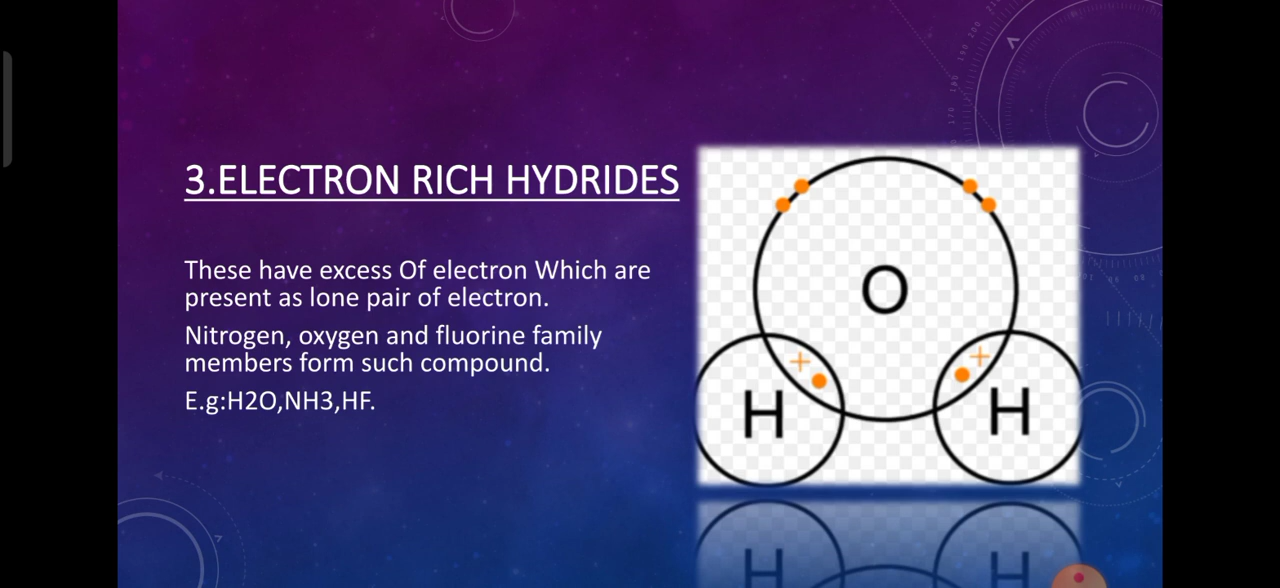 3.ELECTRON RICH HYDRIDES
These have excess Of electron Which are
present as lone pair of electron.
Nitrogen, oxygen and fluorine family
members form such compound.
E.g:H2O,NH3,HF.
O
H
H
H
H